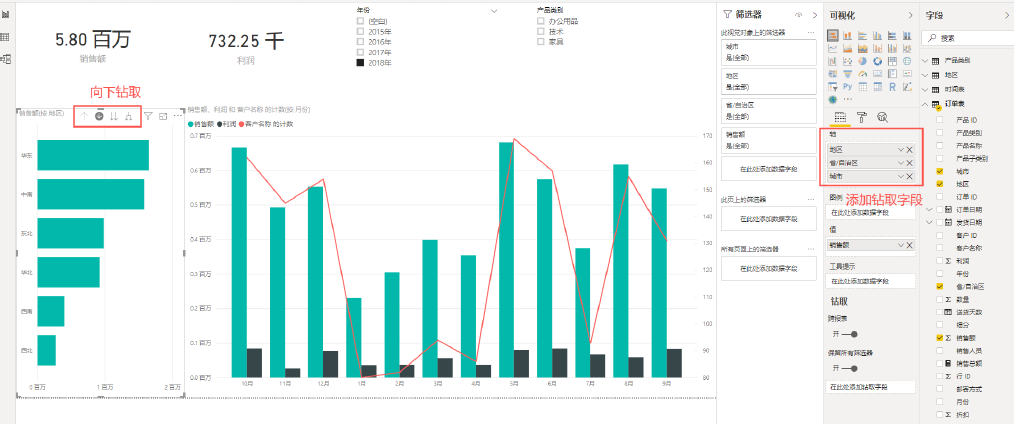 5.80 百万
销售额
732.25 千
利润
年份
(空白)
2015年
2016年
2017年
2018年
产品类别
办公用品
技术
家具
向下钻取
销售额(按 地区)
华东
中南
东北
华北
西南
西北
0 百万
1 百万
2 百万
销售额、利润 和 客户名称 的计数(按 月份)
销售额 利润 客户名称 的计数
0.7 百万
0.6 百万
0.5 百万
0.4 百万
0.3 百万
0.2 百万
0.1 百万
0.0 百万
170
160
150
140
130
120
110
100
90
80
10月
11月
12月
1月
2月
3月
4月
5月
6月
7月
8月
9月
筛选器
此视觉对象上的筛选器
城市
是(全部)
地区
是(全部)
省/自治区
是(全部)
销售额
是(全部)
在此处添加数据字段
此页上的筛选器
在此处添加数据字段
所有页面上的筛选器
在此处添加数据字段
可视化
Py
R
轴
地区
省/自治区
城市
添加钻取字段
图例
在此处添加数据字段
值
销售额
工具提示
在此处添加数据字段
钻取
跨报表
开
保留所有筛选器
开
在此处添加钻取字段
字段
搜索
产品类别
地区
时间表
订单表
产品 ID
产品类别
产品名称
产品子类别
城市
地区
订单 ID
订单日期
发货日期
客户 ID
客户名称
利润
年份
省/自治区
数量
送货天数
细分
销售额
销售人员
销售总额
行 ID
邮寄方式
月份
折扣